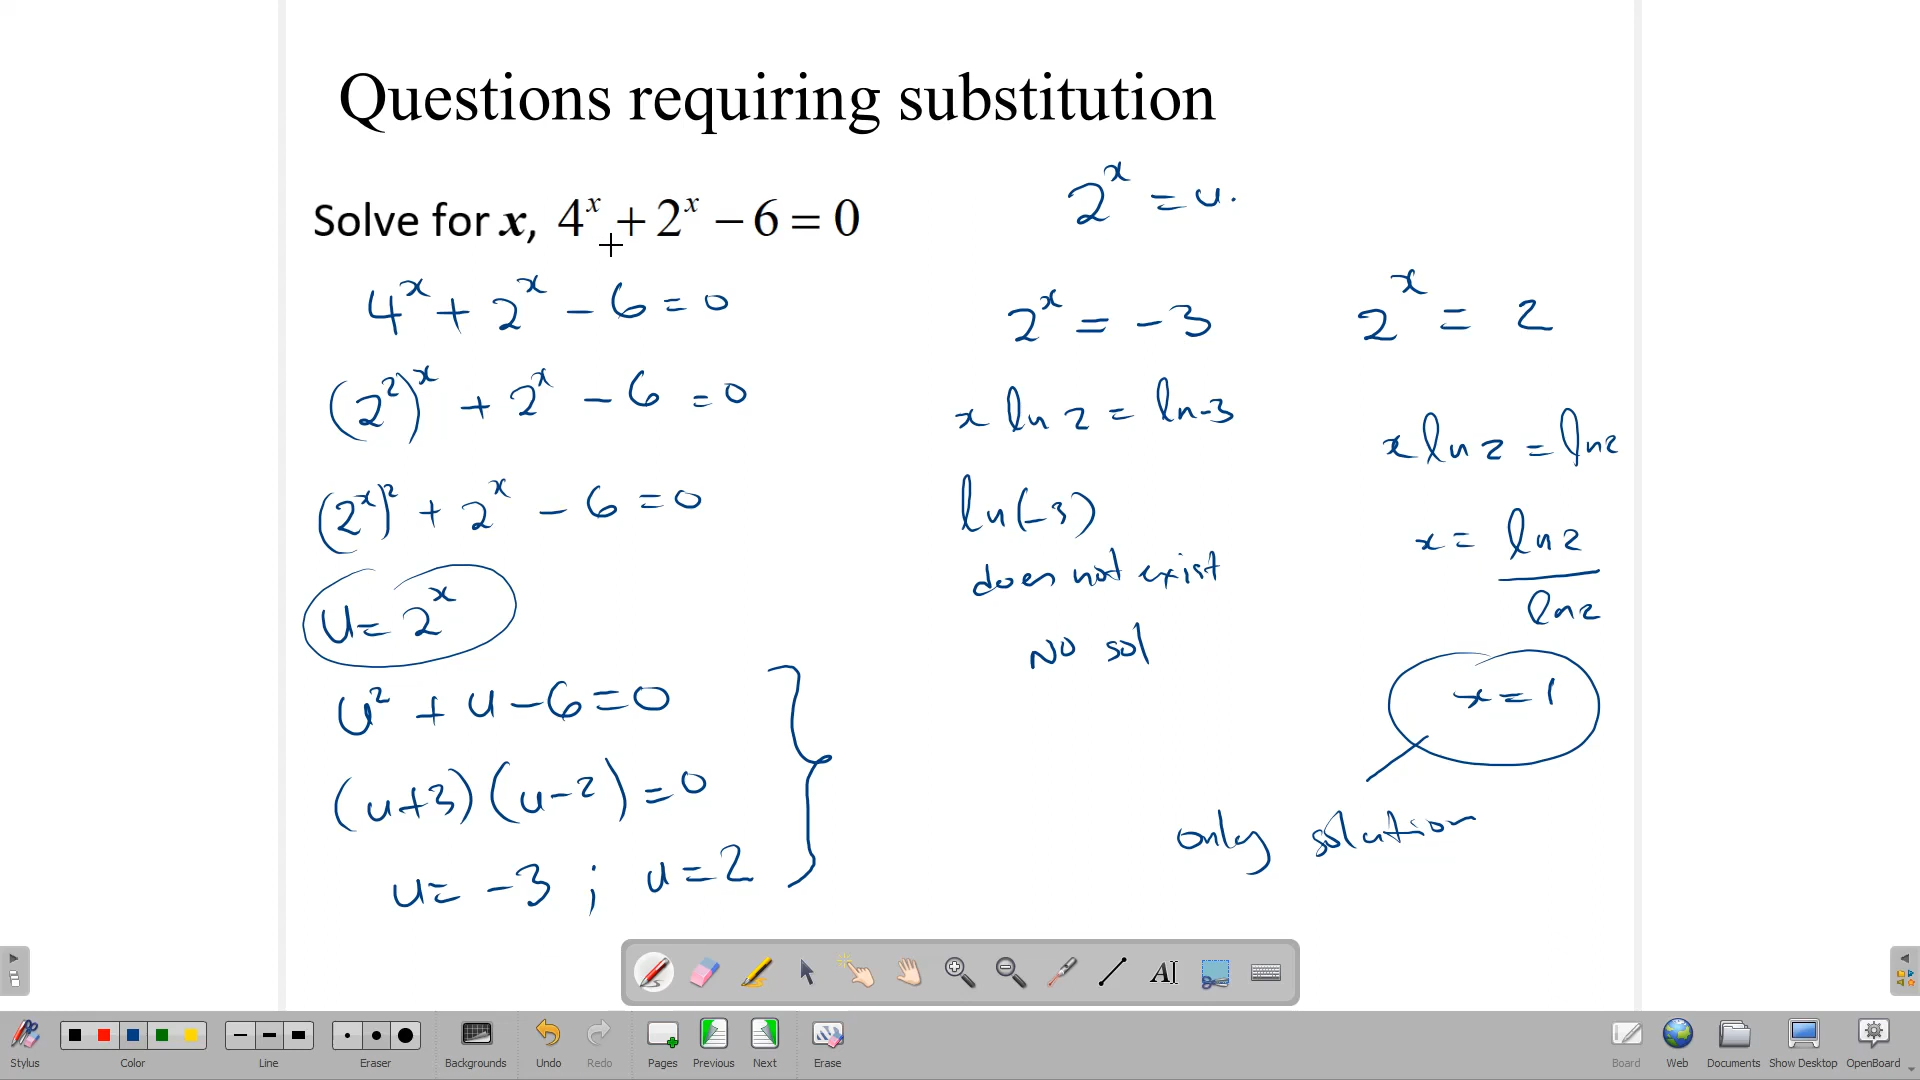 Questions requiring substitution
Solve for x, 4^x + 2^x − 6 = 0
4^x + 2^x − 6 = 0
(2^2)^x + 2^x − 6 = 0
(2^x)^2 + 2^x − 6 = 0
u = 2^x
u^2 + u − 6 = 0
(u+3)(u−2) = 0
u = −3 ; u = 2
2^x = u.
2^x = −3
x ln 2 = ln −3
ln(−3)
does not exist
No sol
2^x = 2
x ln 2 = ln 2
x = ln 2 / ln 2
x = 1
only solution
Stylus
Color
Line
Eraser
Backgrounds
Undo
Redo
Pages
Previous
Next
Erase
Board
Web
Documents
Show Desktop
OpenBoard